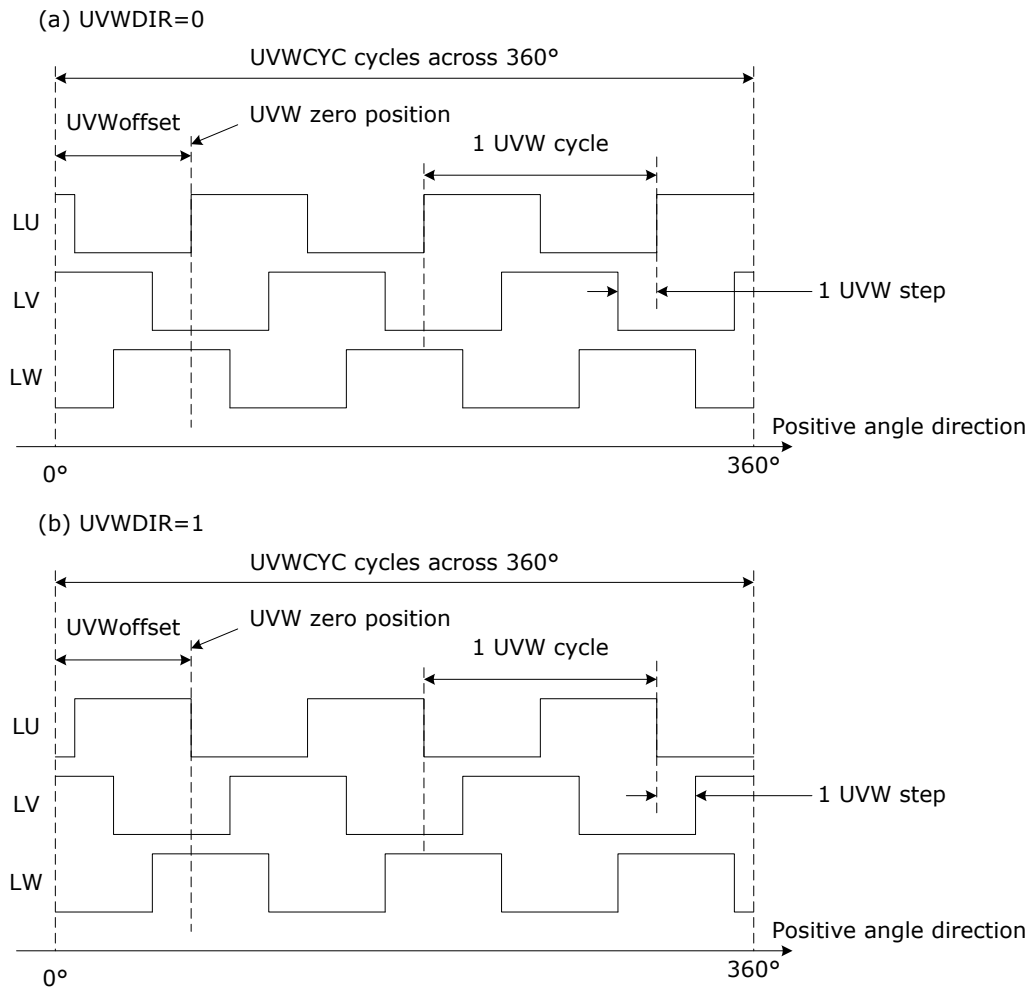 (a) UVWDIR=0
UVWCYC cycles across 360°
UVWoffset
UVW zero position
1 UVW cycle
LU
LV
1 UVW step
LW
Positive angle direction
0°
360°
(b) UVWDIR=1
UVWCYC cycles across 360°
UVWoffset
UVW zero position
1 UVW cycle
LU
LV
1 UVW step
LW
Positive angle direction
0°
360°